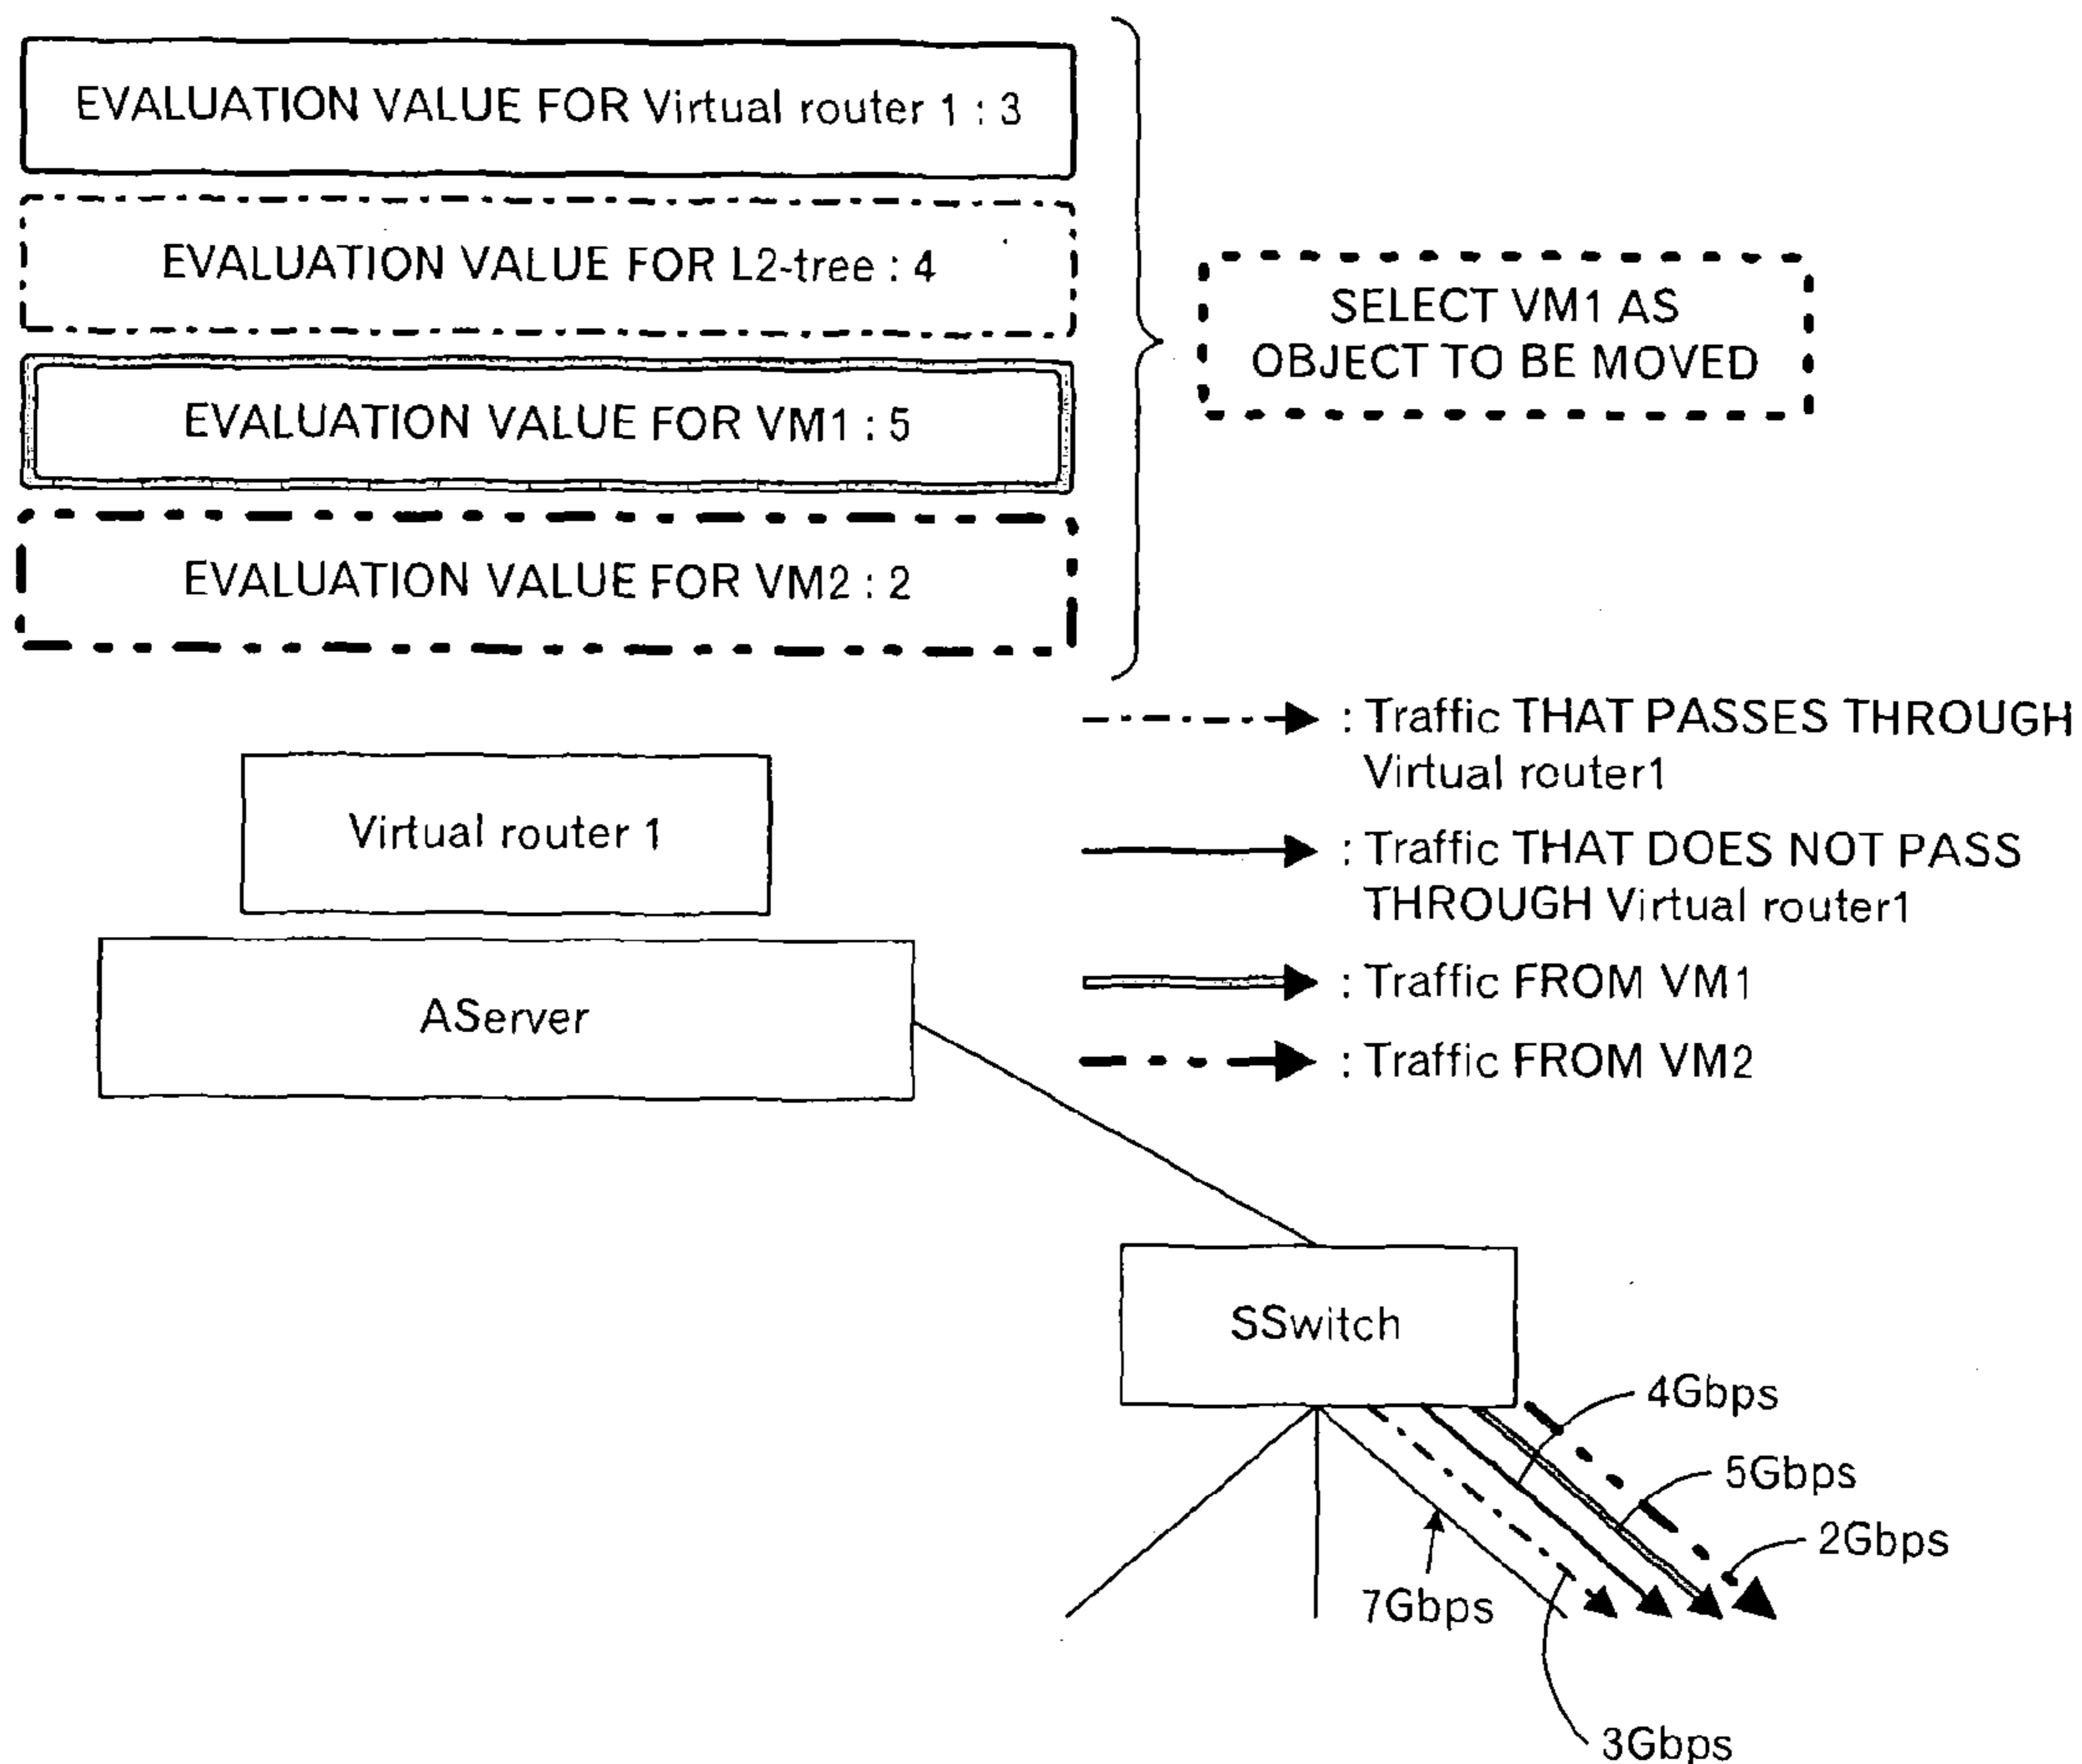 EVALUATION VALUE FOR Virtual router 1 : 3
EVALUATION VALUE FOR L2-tree : 4
EVALUATION VALUE FOR VM1 : 5
EVALUATION VALUE FOR VM2 : 2
SELECT VM1 AS
OBJECT TO BE MOVED
: Traffic THAT PASSES THROUGH
Virtual router1
: Traffic THAT DOES NOT PASS
THROUGH Virtual router1
: Traffic FROM VM1
: Traffic FROM VM2
Virtual router 1
AServer
SSwitch
4Gbps
5Gbps
2Gbps
7Gbps
3Gbps